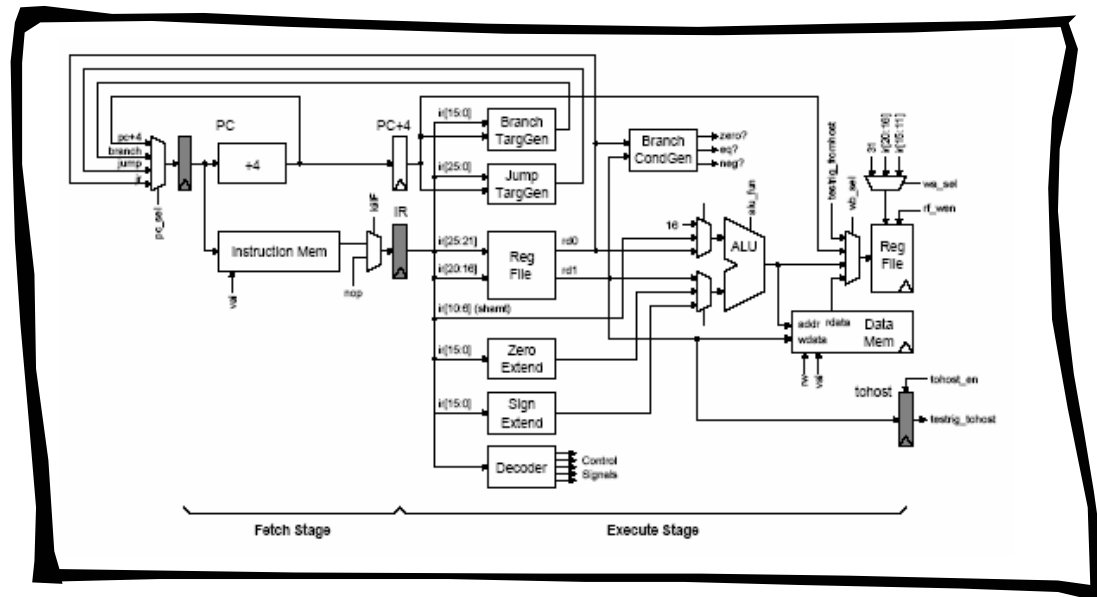 PC
PC+4
pc+4
branch
jump
jr
pc_sel
+4
Instruction Mem
val
nop
IR
ir[15:0]
Branch
TargGen
ir[25:0]
Jump
TargGen
ir[25:21]
ir[20:16]
Reg
File
rd0
rd1
ir[10:6] (shamt)
ir[15:0]
Zero
Extend
ir[15:0]
Sign
Extend
Decoder
Control
Signals
Branch
CondGen
zero?
eq?
neg?
16
alu_fun
ALU
testrig_fromhost
wb_sel
31
ir[20:16]
ir[15:11]
wa_sel
rf_wen
Reg
File
addr
rdata
wdata
Data
Mem
rw
val
tohost
tohost_en
testrig_tohost
Fetch Stage
Execute Stage